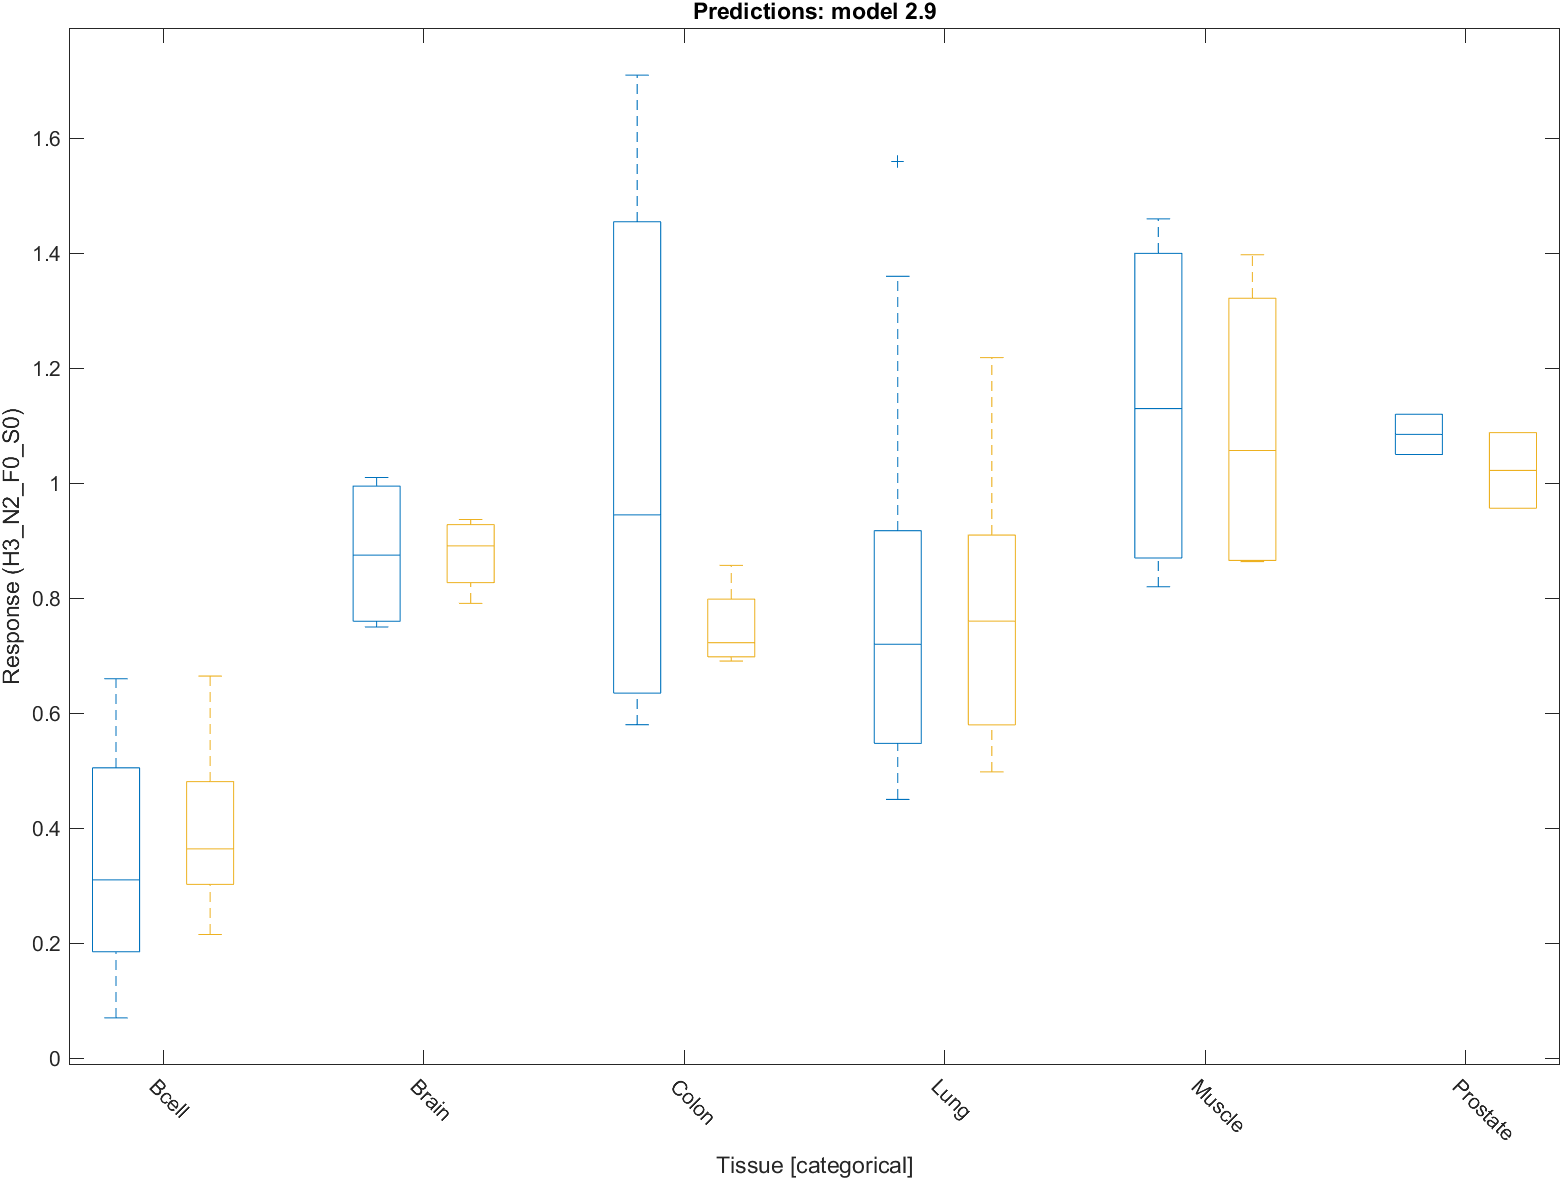 Predictions: model 2.9
Response (H3_N2_F0_S0)
1.6
1.4
1.2
1
0.8
0.6
0.4
0.2
0
Bcell
Brain
Colon
Lung
Muscle
Prostate
Tissue [categorical]